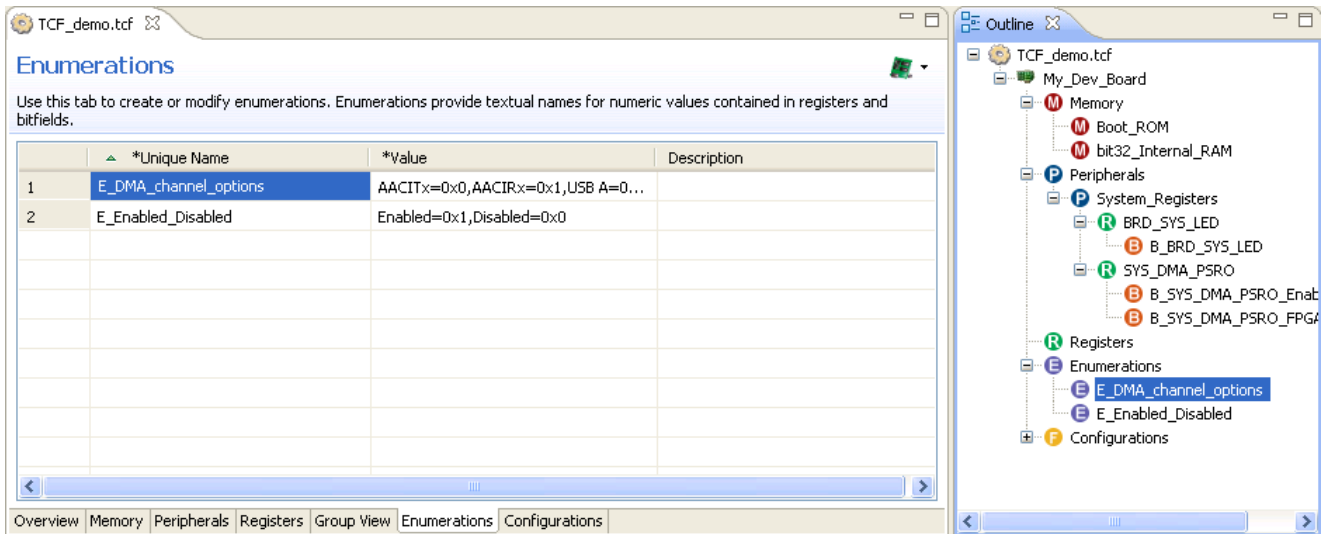 TCF_demo.tcf
Enumerations
Use this tab to create or modify enumerations. Enumerations provide textual names for numeric values contained in registers and
bitfields.
*Unique Name *Value Description
1 E_DMA_channel_options AACITx=0x0,AACIRx=0x1,USB A=0...
2 E_Enabled_Disabled Enabled=0x1,Disabled=0x0
Overview Memory Peripherals Registers Group View Enumerations Configurations
Outline
TCF_demo.tcf
My_Dev_Board
M Memory
M Boot_ROM
M bit32_Internal_RAM
P Peripherals
P System_Registers
R BRD_SYS_LED
B B_BRD_SYS_LED
R SYS_DMA_PSRO
B B_SYS_DMA_PSRO_Enab
B B_SYS_DMA_PSRO_FPGA
R Registers
E Enumerations
E E_DMA_channel_options
E E_Enabled_Disabled
F Configurations